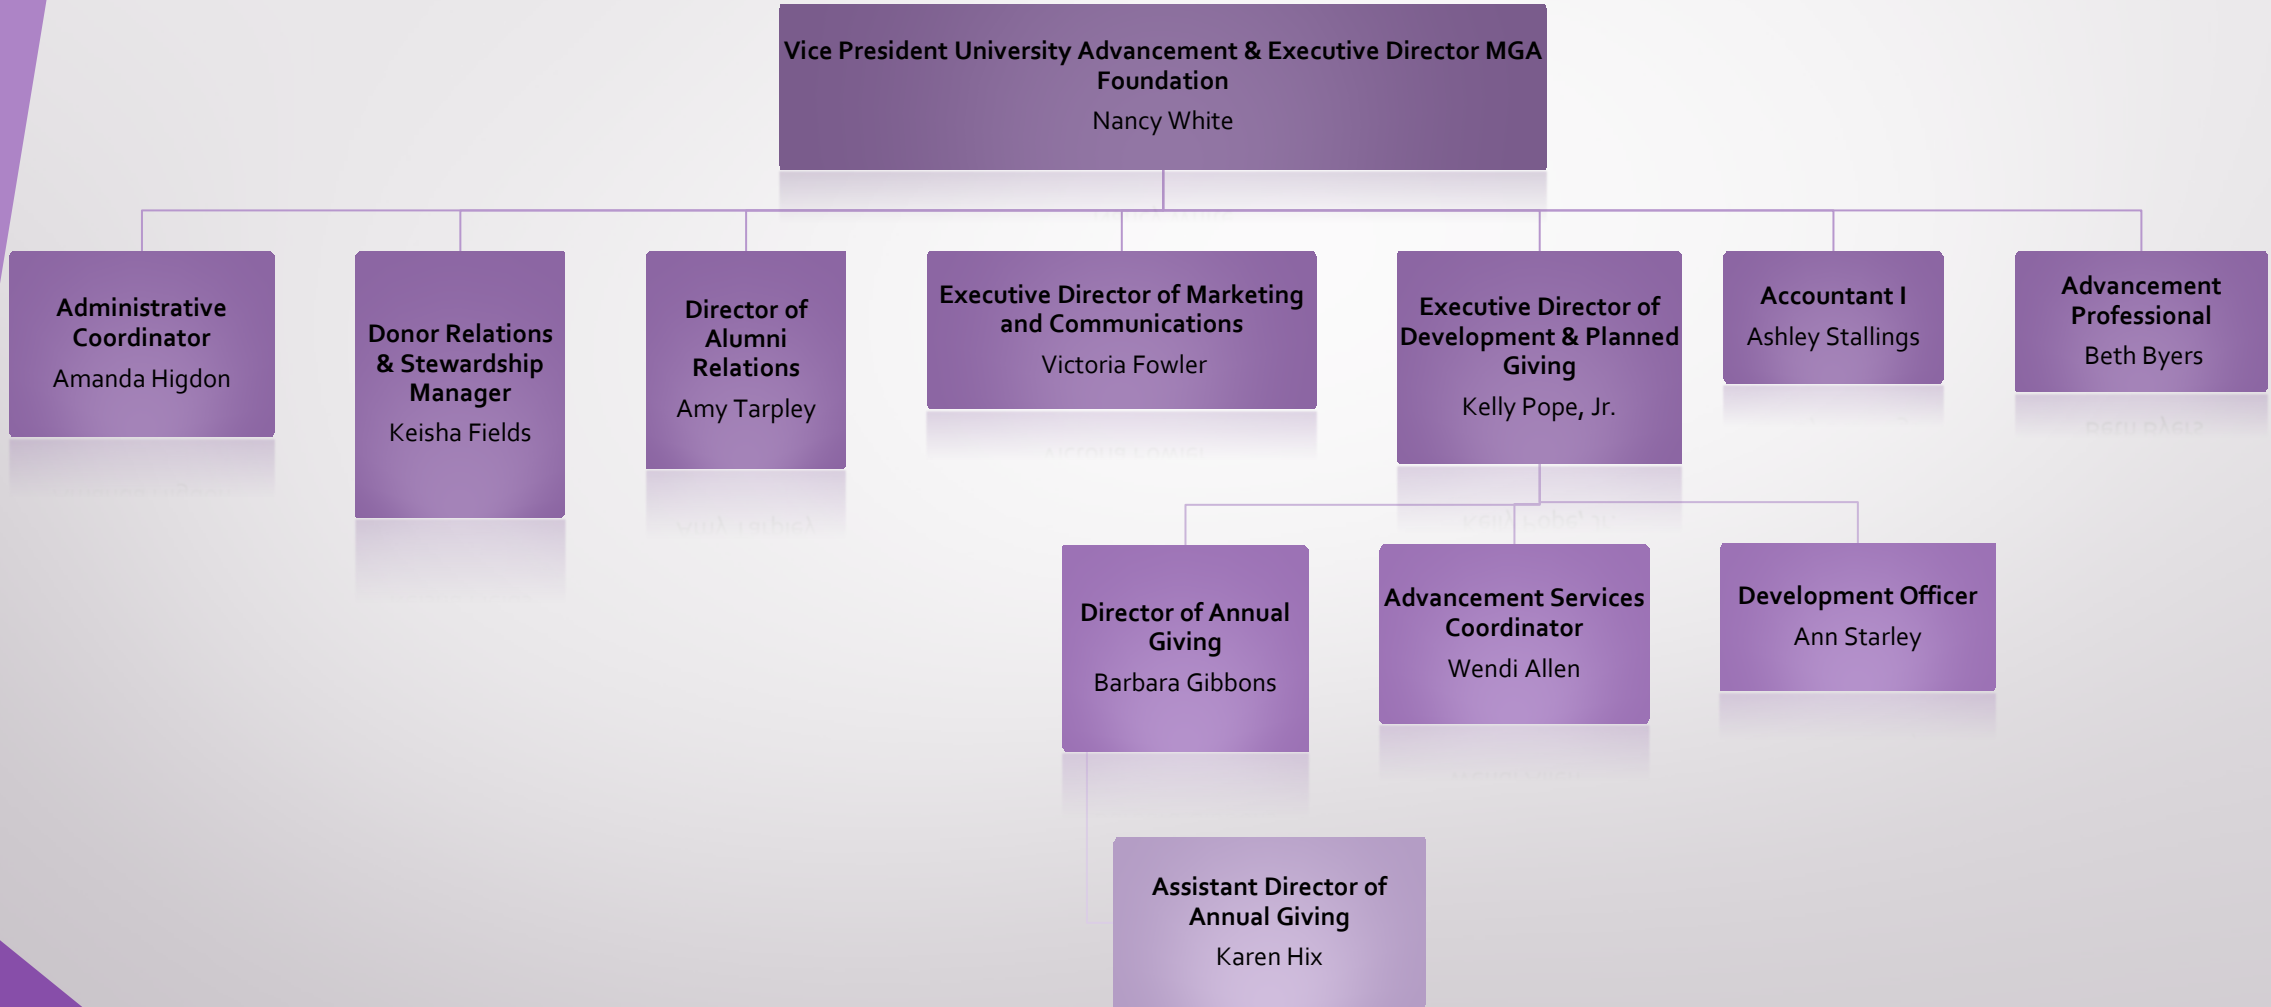 Vice President University Advancement & Executive Director MGA
Foundation
Nancy White
Administrative
Coordinator
Amanda Higdon
Donor Relations
& Stewardship
Manager
Keisha Fields
Director of
Alumni
Relations
Amy Tarpley
Executive Director of Marketing
and Communications
Victoria Fowler
Executive Director of
Development & Planned
Giving
Kelly Pope, Jr.
Accountant I
Ashley Stallings
Advancement
Professional
Beth Byers
Director of Annual
Giving
Barbara Gibbons
Advancement Services
Coordinator
Wendi Allen
Development Officer
Ann Starley
Assistant Director of
Annual Giving
Karen Hix